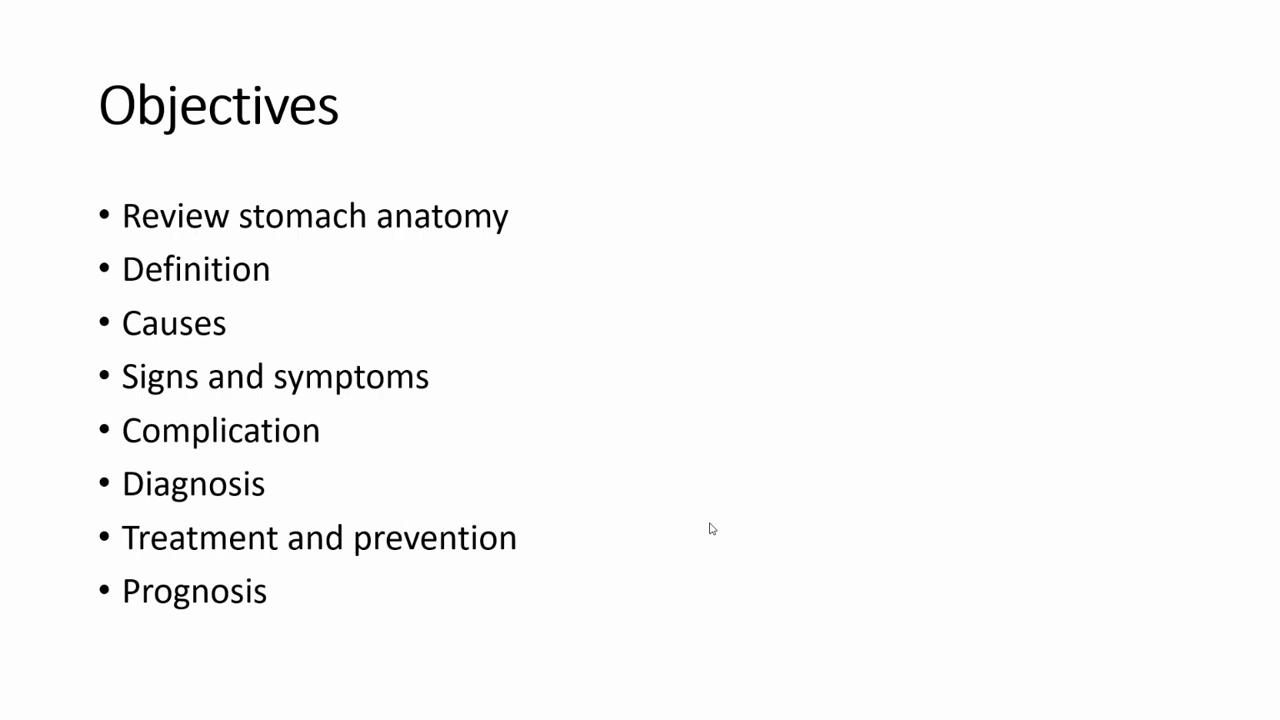 Objectives
• Review stomach anatomy
• Definition
• Causes
• Signs and symptoms
• Complication
• Diagnosis
• Treatment and prevention
• Prognosis